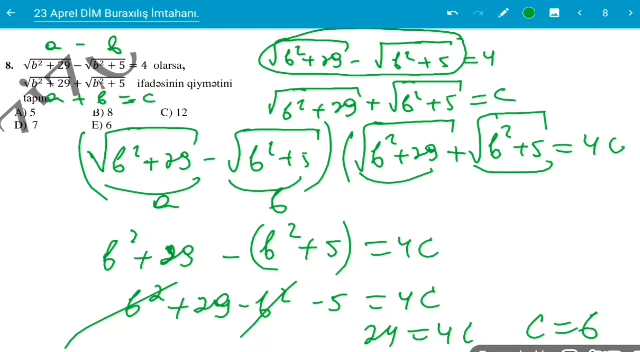 23 Aprel DİM Buraxılış İmtahanı.
8
a - b
8. √b² + 29 − √b² + 5 = 4 olarsa,
√b² + 29 + √b² + 5 ifadəsinin qiymətini
tapın.
a + b = c
A) 5 B) 8 C) 12
D) 7 E) 6
√b²+29 - √b²+5 = 4
√b²+29 + √b²+5 = c
(√b²+29 - √b²+5)(√b²+29 + √b²+5 = 4c
a b
b²+29 - (b²+5) = 4c
b²+29 - b² - 5 = 4c
24 = 4c c = 6